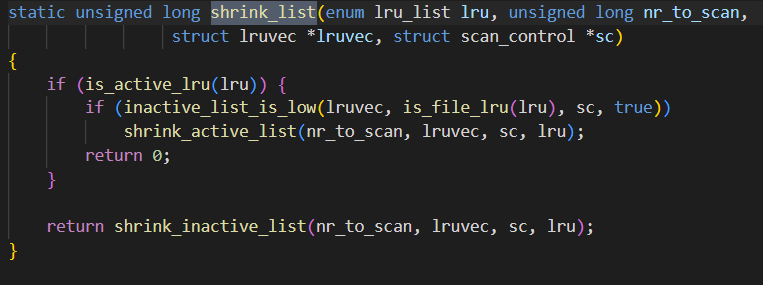 static unsigned long shrink_list(enum lru_list lru, unsigned long nr_to_scan,
struct lruvec *lruvec, struct scan_control *sc)
{
if (is_active_lru(lru)) {
if (inactive_list_is_low(lruvec, is_file_lru(lru), sc, true))
shrink_active_list(nr_to_scan, lruvec, sc, lru);
return 0;
}
return shrink_inactive_list(nr_to_scan, lruvec, sc, lru);
}